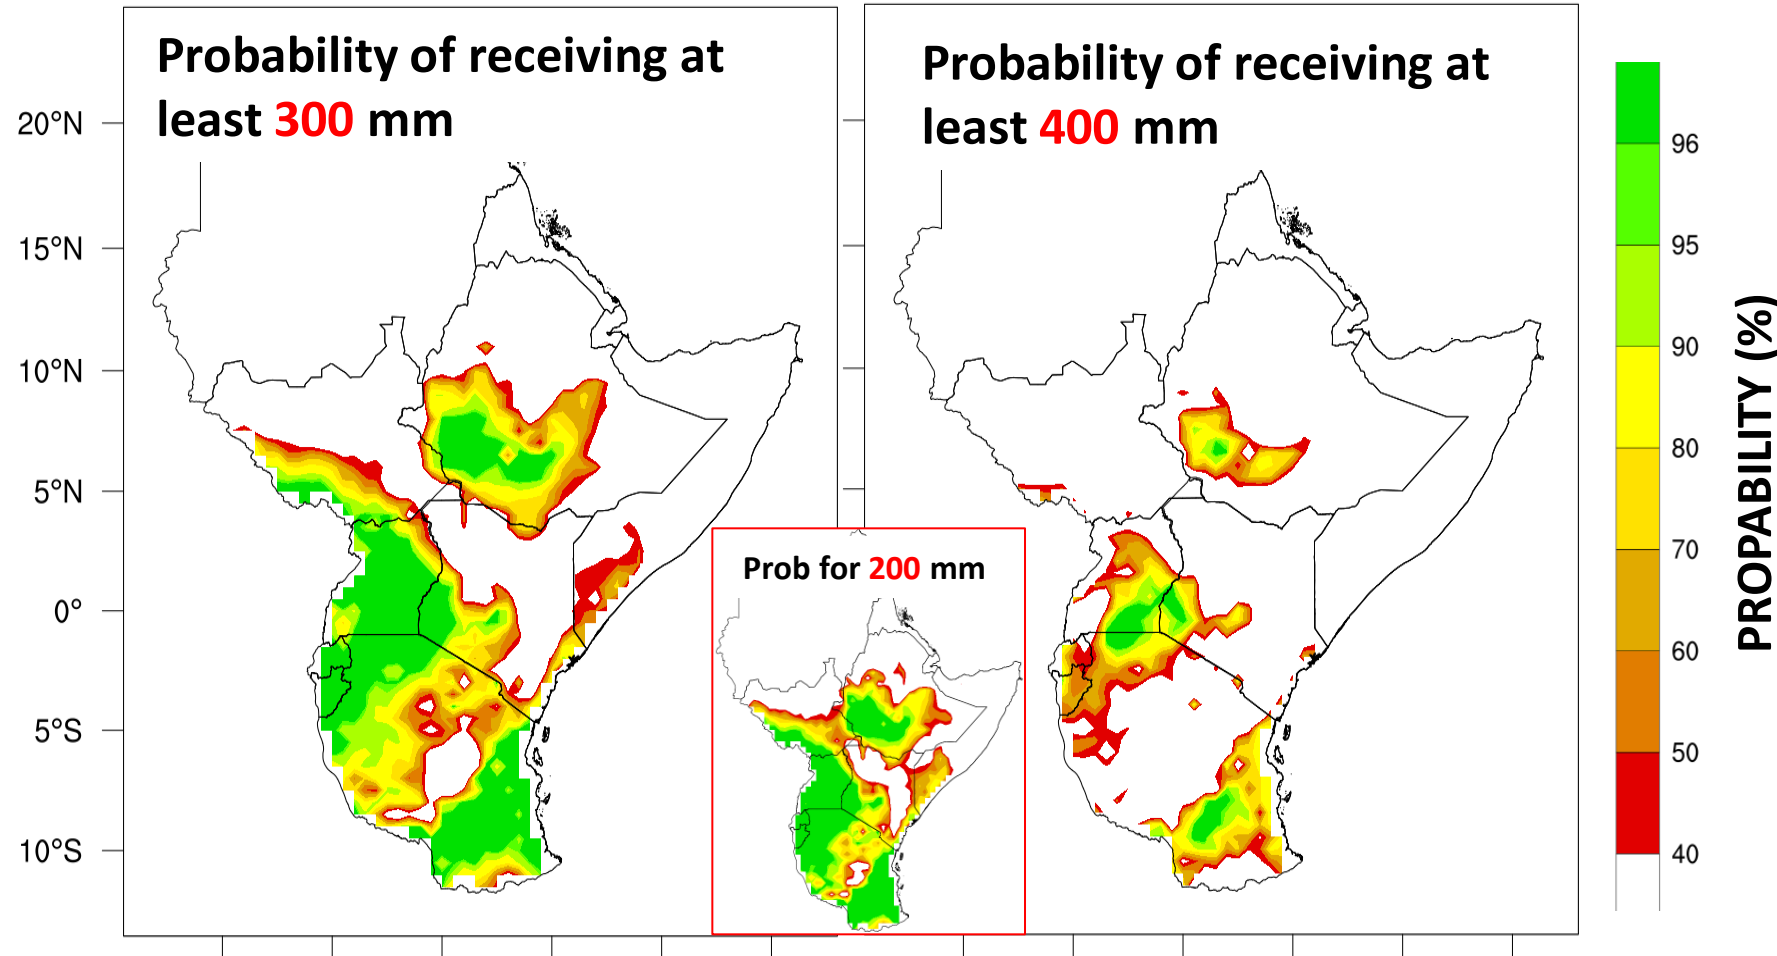 Probability of receiving at
least 300 mm
Probability of receiving at
least 400 mm
20°N
15°N
10°N
5°N
0°
5°S
10°S
Prob for 200 mm
96
95
90
80
70
60
50
40
PROPABILITY (%)